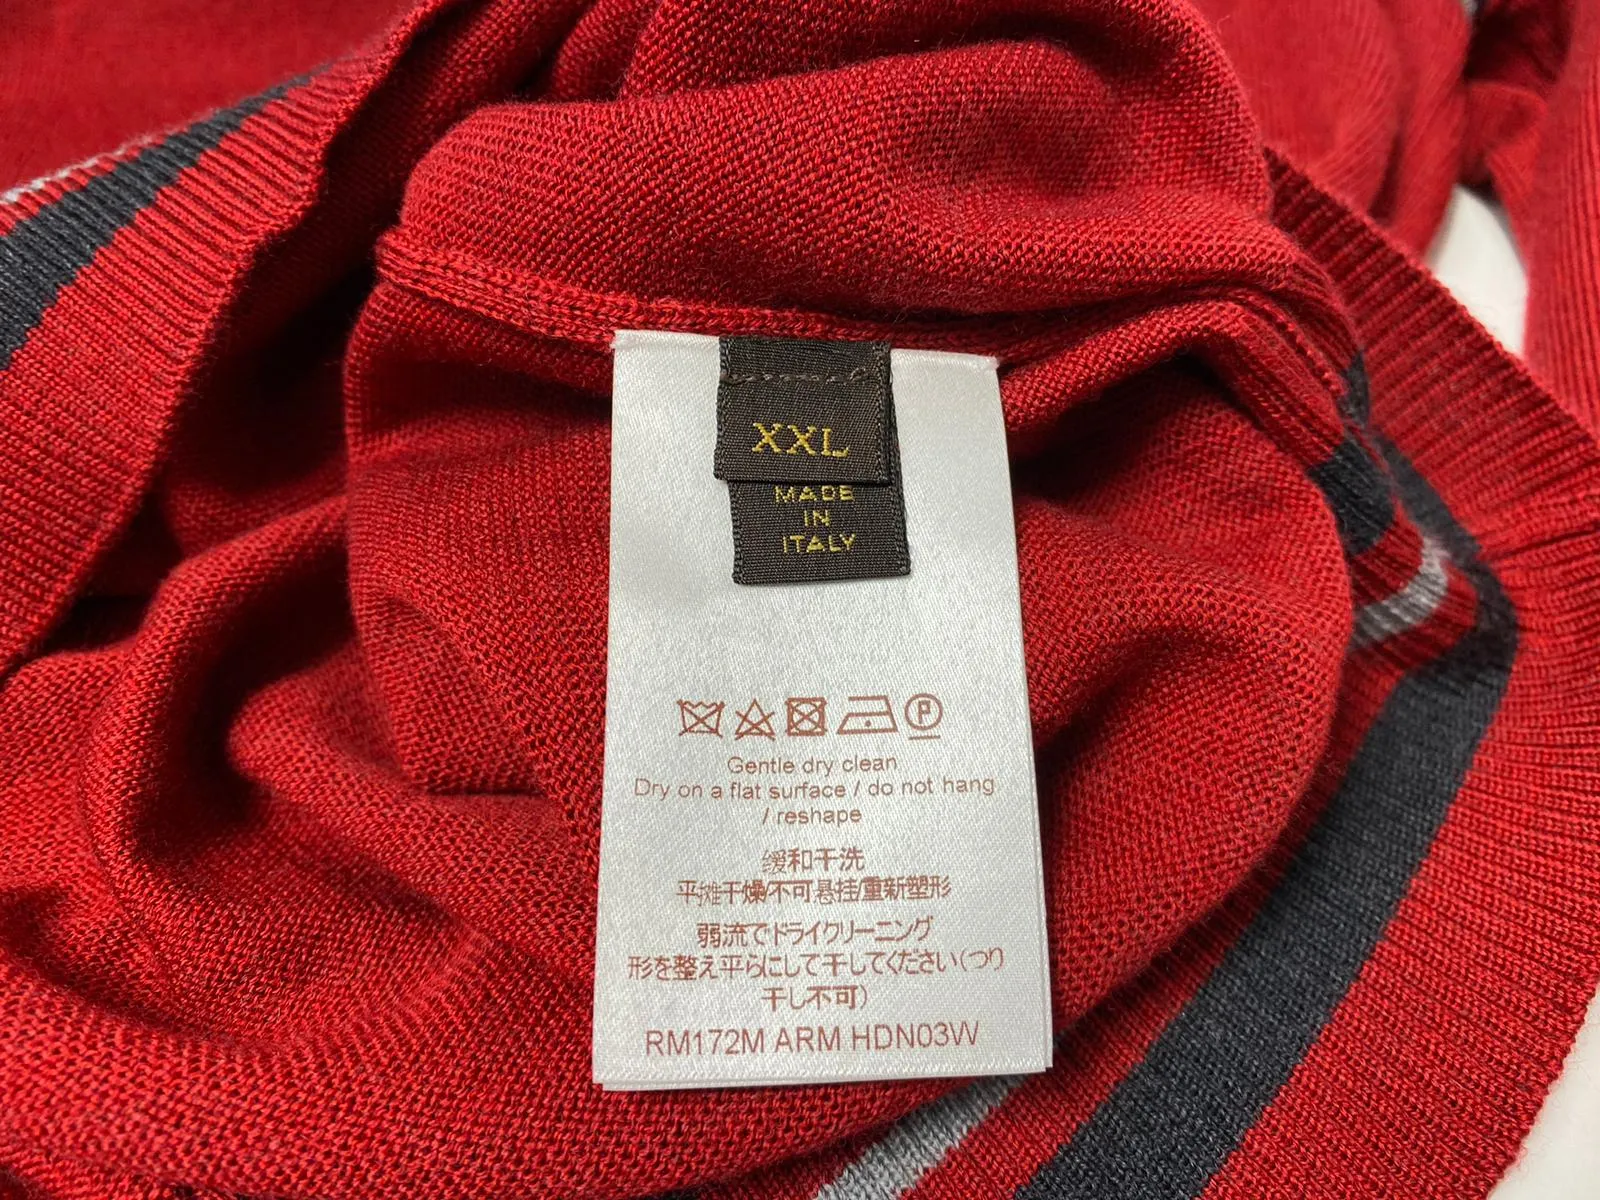 XXL
MADE
IN
ITALY
P
Gentle dry clean
Dry on a flat surface / do not hang
/ reshape
缓和干洗
平摊干燥/不可悬挂/重新塑形
弱流でドライクリーニング
形を整え平らにして干してください(つり
干し不可)
RM172M ARM HDN03W